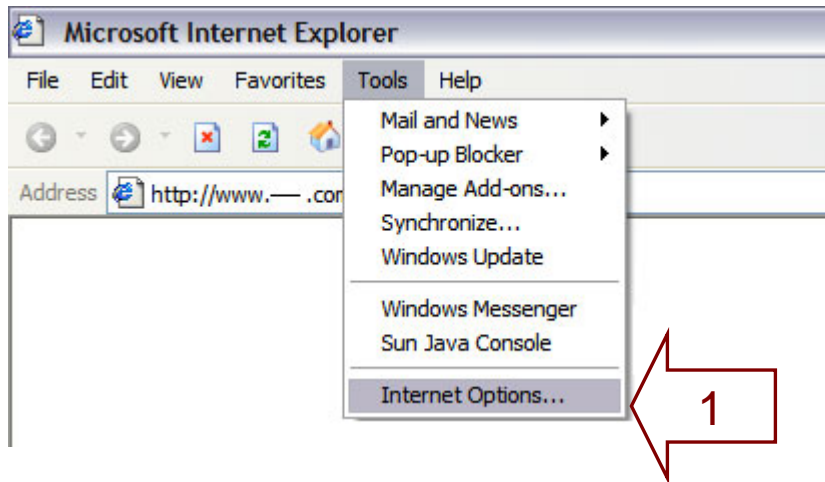 Microsoft Internet Explorer
File Edit View Favorites Tools Help
Mail and News
Pop-up Blocker
Address http://www.— .com
Manage Add-ons...
Synchronize...
Windows Update
Windows Messenger
Sun Java Console
Internet Options...
1